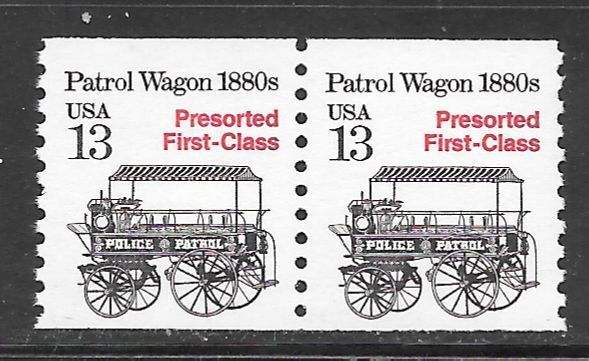 Patrol Wagon 1880s
USA
13
Presorted
First-Class
POLICE PATROL
Patrol Wagon 1880s
USA
13
Presorted
First-Class
POLICE PATROL